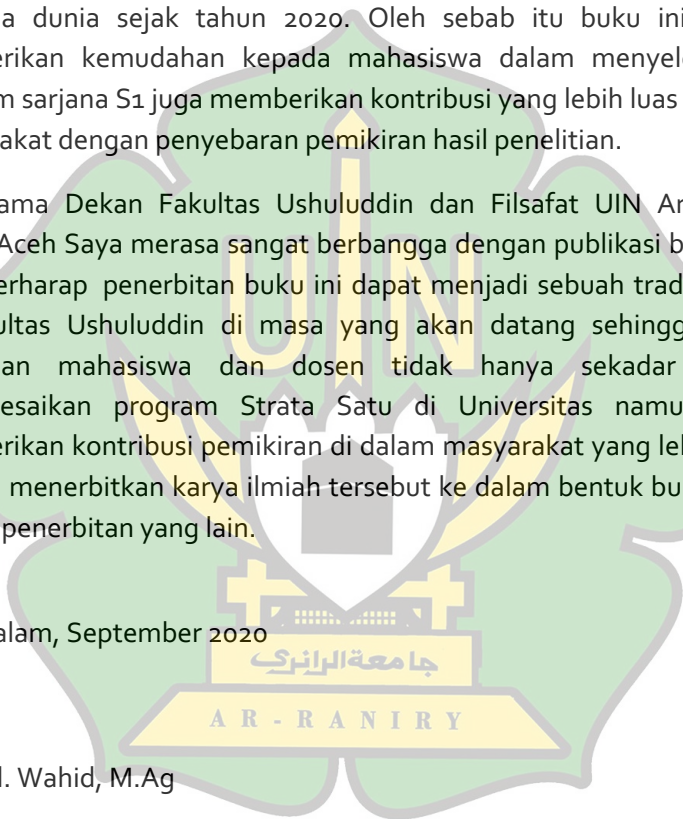 a dunia sejak tahun 2020. Oleh sebab itu buku ini
erikan kemudahan kepada mahasiswa dalam menyele
m sarjana S1 juga memberikan kontribusi yang lebih luas
akat dengan penyebaran pemikiran hasil penelitian.
ama Dekan Fakultas Ushuluddin dan Filsafat UIN Ar
Aceh Saya merasa sangat berbangga dengan publikasi b
erharap penerbitan buku ini dapat menjadi sebuah trad
ultas Ushuluddin di masa yang akan datang sehingg
an mahasiswa dan dosen tidak hanya sekadar
esaikan program Strata Satu di Universitas namu
erikan kontribusi pemikiran di dalam masyarakat yang lel
menerbitkan karya ilmiah tersebut ke dalam bentuk bu
penerbitan yang lain.
alam, September 2020
l. Wahid, M.Ag
UIN
جامعة الرانري
AR-RANIRY